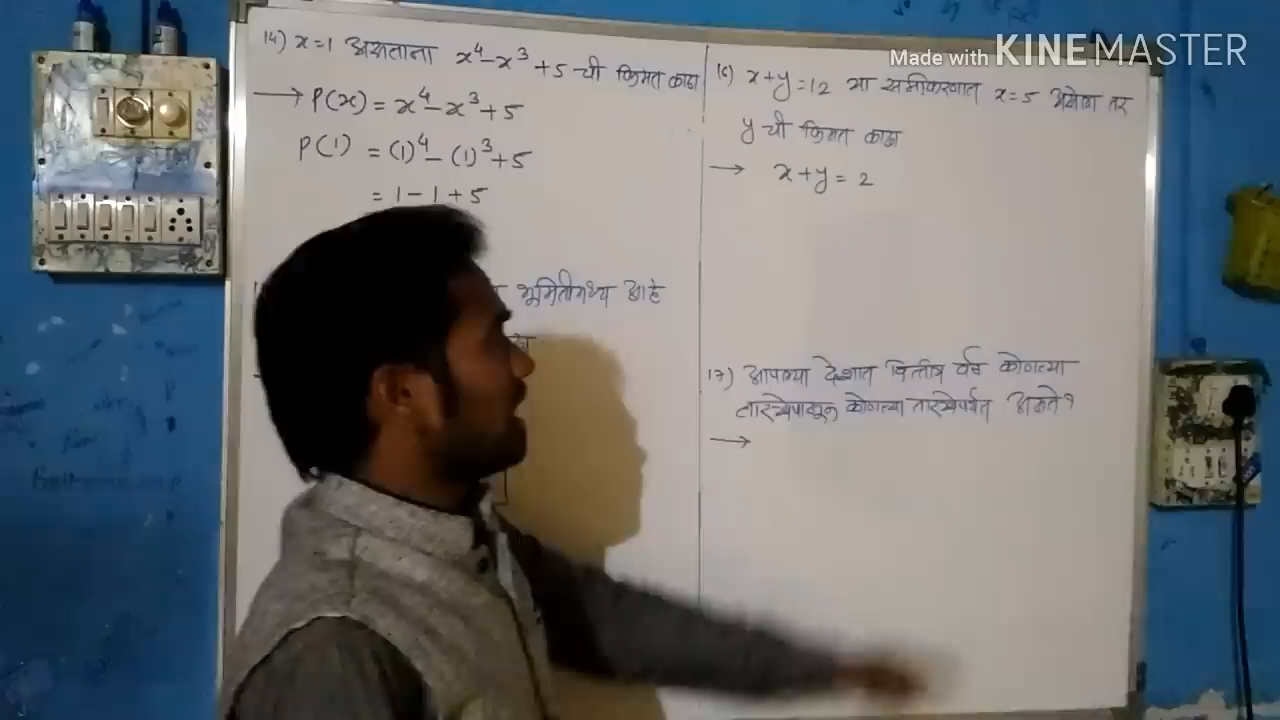 Made with KINEMASTER
14) x=1 असताना x⁴-x³+5 ची किंमत काढा
→ P(x) = x⁴-x³+5
P(1) = (1)⁴-(1)³+5
= 1-1+5
भूमितीमध्य आहे
16) x+y=12 या समीकरणात x=5 असेल तर
y ची किंमत काढा
→ x+y=2
17) आपल्या देशात वित्तीय वर्ष कोणत्या
तारखेपासून कोणत्या तारखेपर्यंत असते?
→